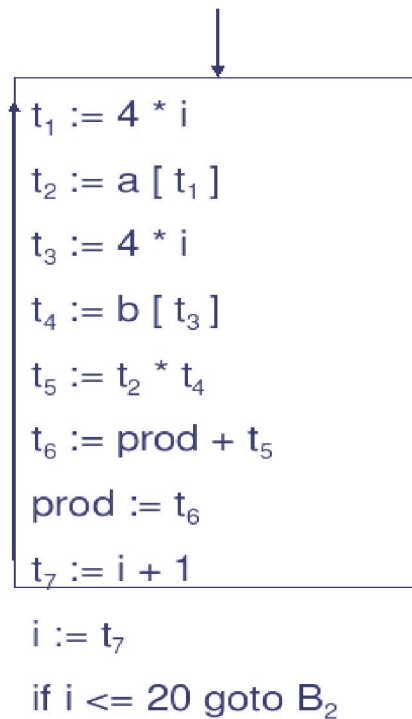 t₁ := 4 * i
t₂ := a [ t₁ ]
t₃ := 4 * i
t₄ := b [ t₃ ]
t₅ := t₂ * t₄
t₆ := prod + t₅
prod := t₆
t₇ := i + 1
i := t₇
if i <= 20 goto B₂